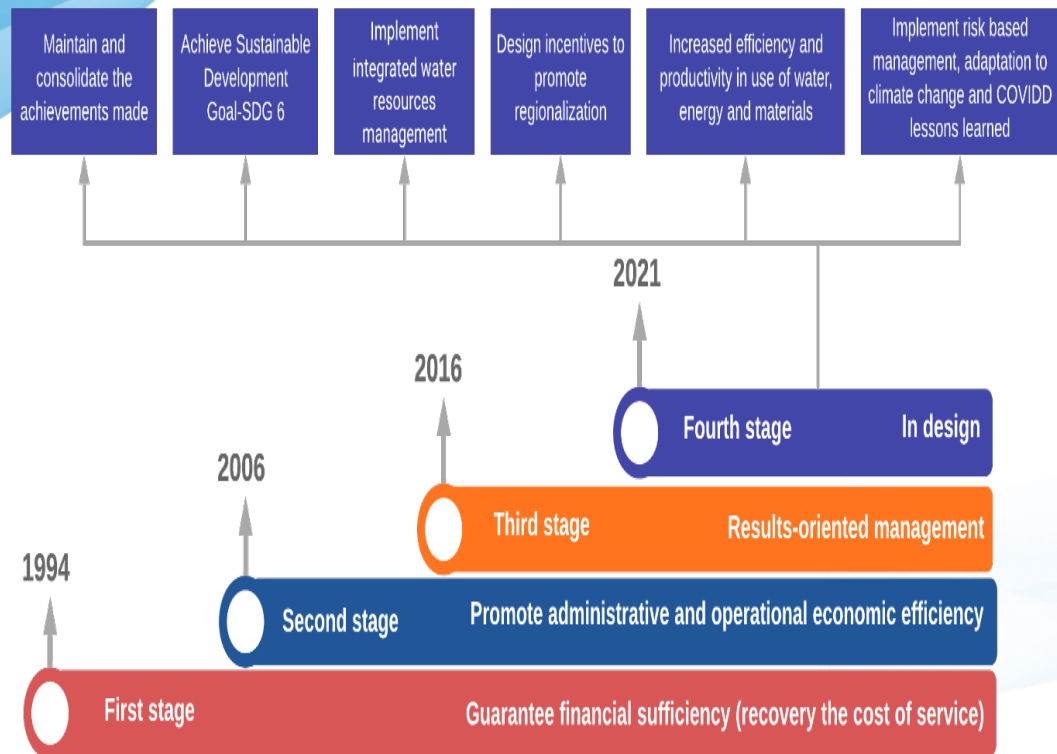 Maintain and
consolidate the
achievements made
Achieve Sustainable
Development
Goal-SDG 6
Implement
integrated water
resources
management
Design incentives to
promote
regionalization
Increased efficiency and
productivity in use of water,
energy and materials
Implement risk based
management, adaptation to
climate change and COVIDD
lessons learned
2021
Fourth stage In design
2016
Third stage Results-oriented management
2006
Second stage Promote administrative and operational economic efficiency
1994
First stage Guarantee financial sufficiency (recovery the cost of service)